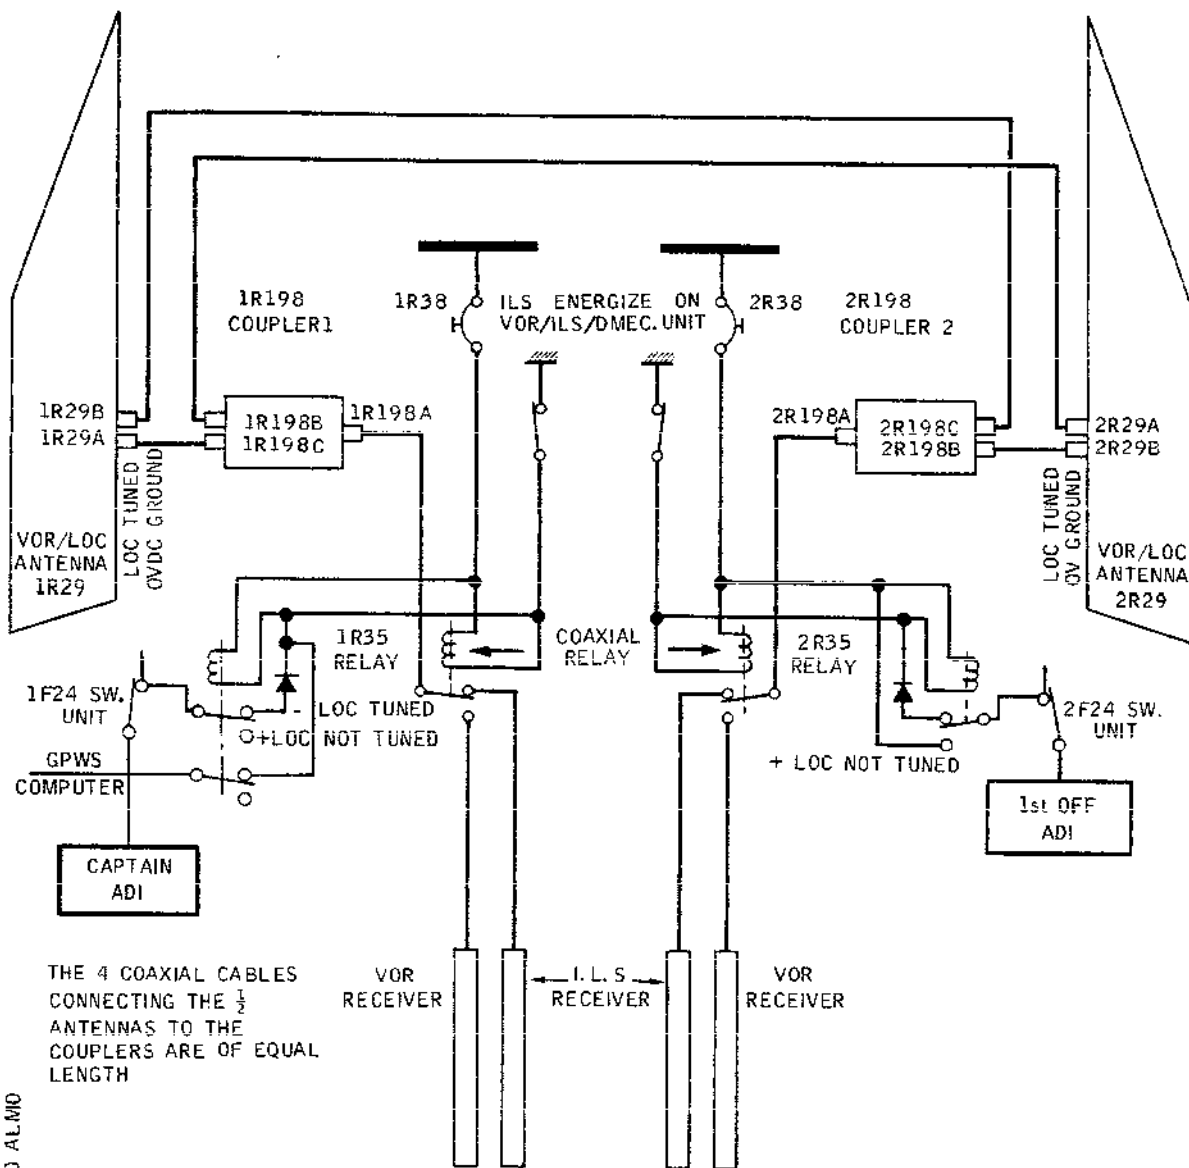 1R198
COUPLER1
1R38
ILS ENERGIZE ON
VOR/ILS/DMEC.UNIT
2R38
2R198
COUPLER 2
1R29B
1R29A
1R198B
1R198C
1R198A
2R198A
2R198C
2R198B
2R29A
2R29B
LOC TUNED
0VDC GROUND
LOC TUNED
0V GROUND
VOR/LOC
ANTENNA
1R29
VOR/LOC
ANTENNA
2R29
1R35
RELAY
COAXIAL
RELAY
2R35
RELAY
1F24 SW.
UNIT
- LOC TUNED
+LOC NOT TUNED
2F24 SW.
UNIT
+ LOC NOT TUNED
GPWS
COMPUTER
1st OFF
ADI
CAPTAIN
ADI
THE 4 COAXIAL CABLES
CONNECTING THE ½
ANTENNAS TO THE
COUPLERS ARE OF EQUAL
LENGTH
VOR
RECEIVER
I.L.S
RECEIVER
VOR
RECEIVER